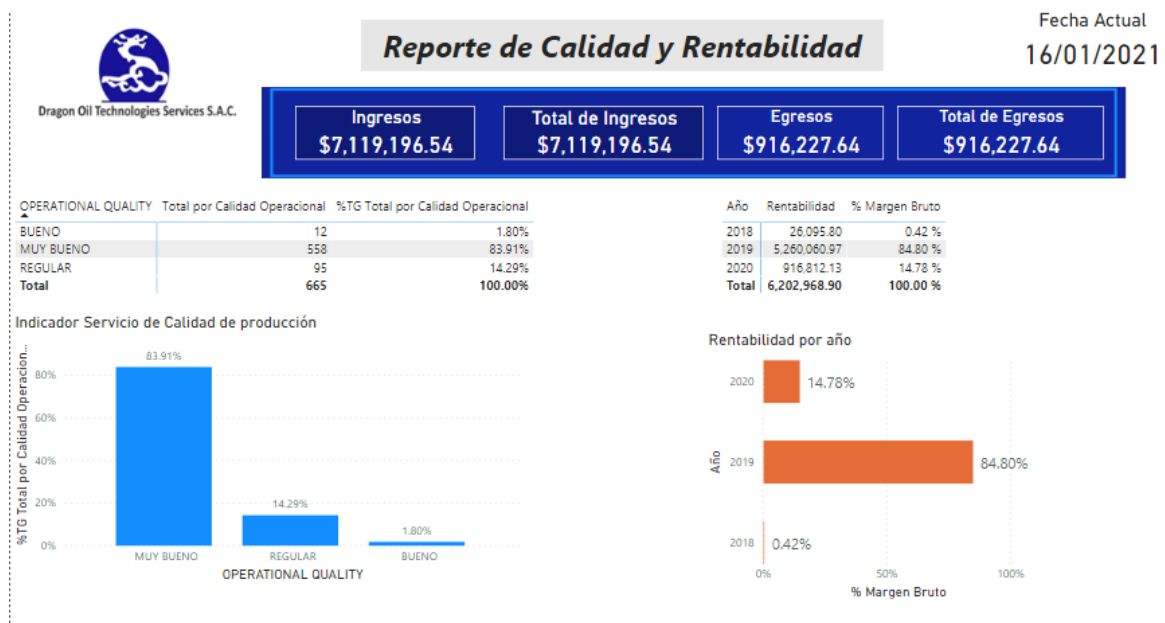 Fecha Actual
16/01/2021
Reporte de Calidad y Rentabilidad
Dragon Oil Technologies Services S.A.C.
Ingresos
$7,119,196.54
Total de Ingresos
$7,119,196.54
Egresos
$916,227.64
Total de Egresos
$916,227.64
OPERATIONAL QUALITY Total por Calidad Operacional %TG Total por Calidad Operacional
BUENO 12 1.80%
MUY BUENO 558 83.91%
REGULAR 95 14.29%
Total 665 100.00%
Año Rentabilidad % Margen Bruto
2018 26,095.80 0.42 %
2019 5,260,060.97 84.80 %
2020 916,812.13 14.78 %
Total 6,202,968.90 100.00 %
Indicador Servicio de Calidad de producción
%TG Total por Calidad Operacion...
80%
60%
40%
20%
0%
83.91%
14.29%
1.80%
MUY BUENO REGULAR BUENO
OPERATIONAL QUALITY
Rentabilidad por año
Año
2020 14.78%
2019 84.80%
2018 0.42%
0% 50% 100%
% Margen Bruto